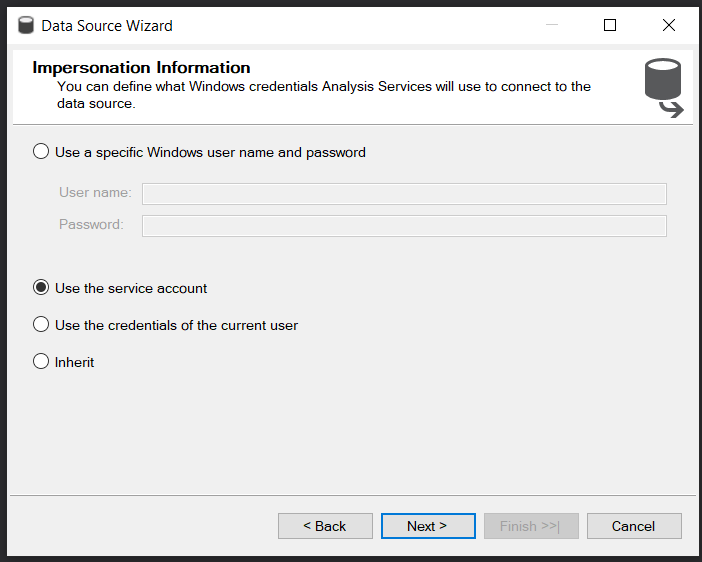 Data Source Wizard
Impersonation Information
You can define what Windows credentials Analysis Services will use to connect to the
data source.
Use a specific Windows user name and password
User name:
Password:
Use the service account
Use the credentials of the current user
Inherit
< Back
Next >
Finish >>|
Cancel